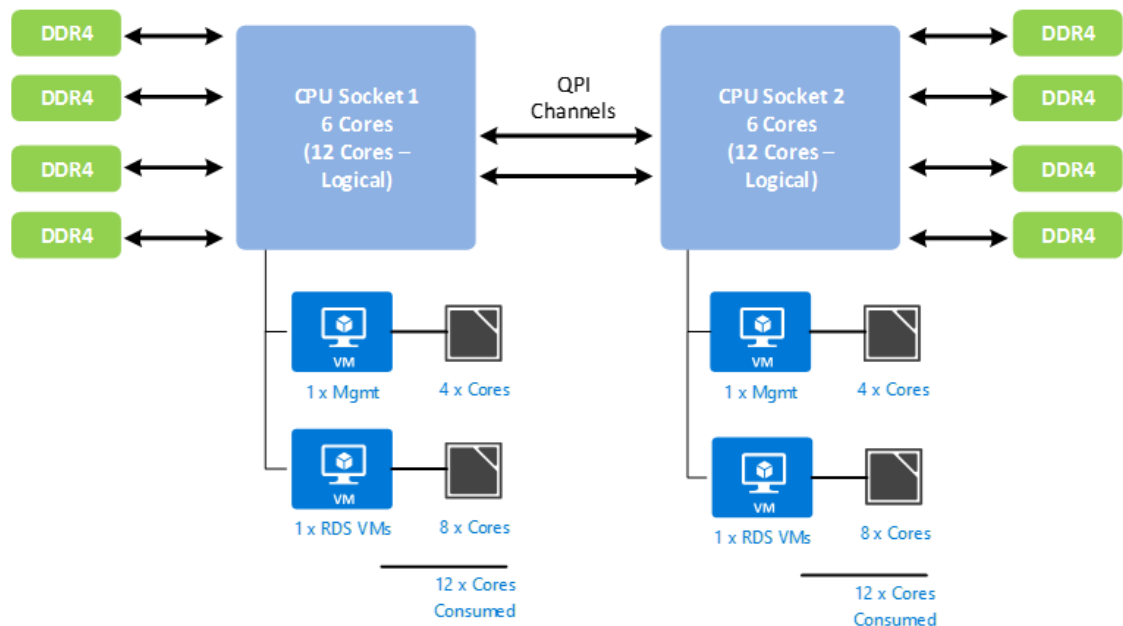 DDR4
DDR4
DDR4
DDR4
CPU Socket 1
6 Cores
(12 Cores –
Logical)
QPI
Channels
CPU Socket 2
6 Cores
(12 Cores –
Logical)
DDR4
DDR4
DDR4
DDR4
VM
1 x Mgmt
4 x Cores
VM
1 x RDS VMs
8 x Cores
12 x Cores
Consumed
VM
1 x Mgmt
4 x Cores
VM
1 x RDS VMs
8 x Cores
12 x Cores
Consumed